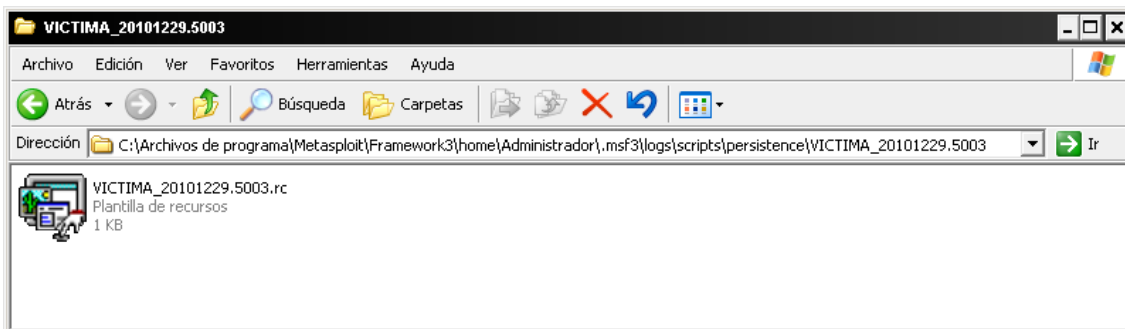 VICTIMA_20101229.5003
Archivo Edición Ver Favoritos Herramientas Ayuda
Atrás Búsqueda Carpetas
Dirección C:\Archivos de programa\Metasploit\Framework3\home\Administrador\.msf3\logs\scripts\persistence\VICTIMA_20101229.5003 Ir
VICTIMA_20101229.5003.rc
Plantilla de recursos
1 KB